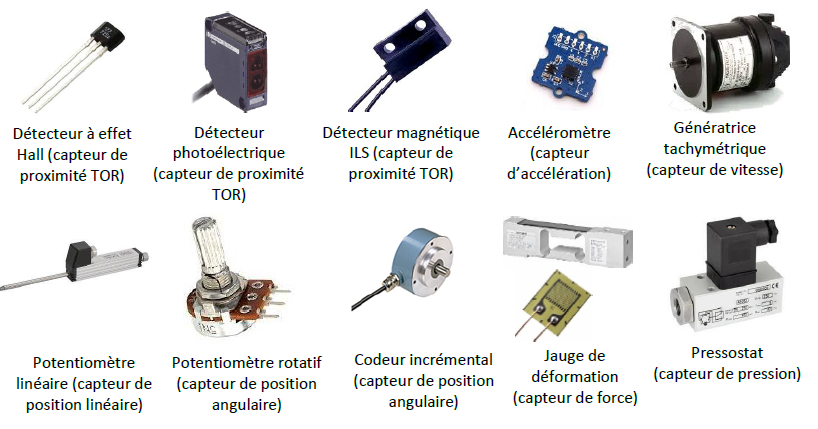 Détecteur à effet
Hall (capteur de
proximité TOR)
Détecteur
photoélectrique
(capteur de proximité
TOR)
Détecteur magnétique
ILS (capteur de
proximité TOR)
Accéléromètre
(capteur
d'accélération)
Génératrice
tachymétrique
(capteur de vitesse)
Potentiomètre
linéaire (capteur de
position linéaire)
Potentiomètre rotatif
(capteur de position
angulaire)
Codeur incrémental
(capteur de position
angulaire)
Jauge de
déformation
(capteur de force)
Pressostat
(capteur de pression)